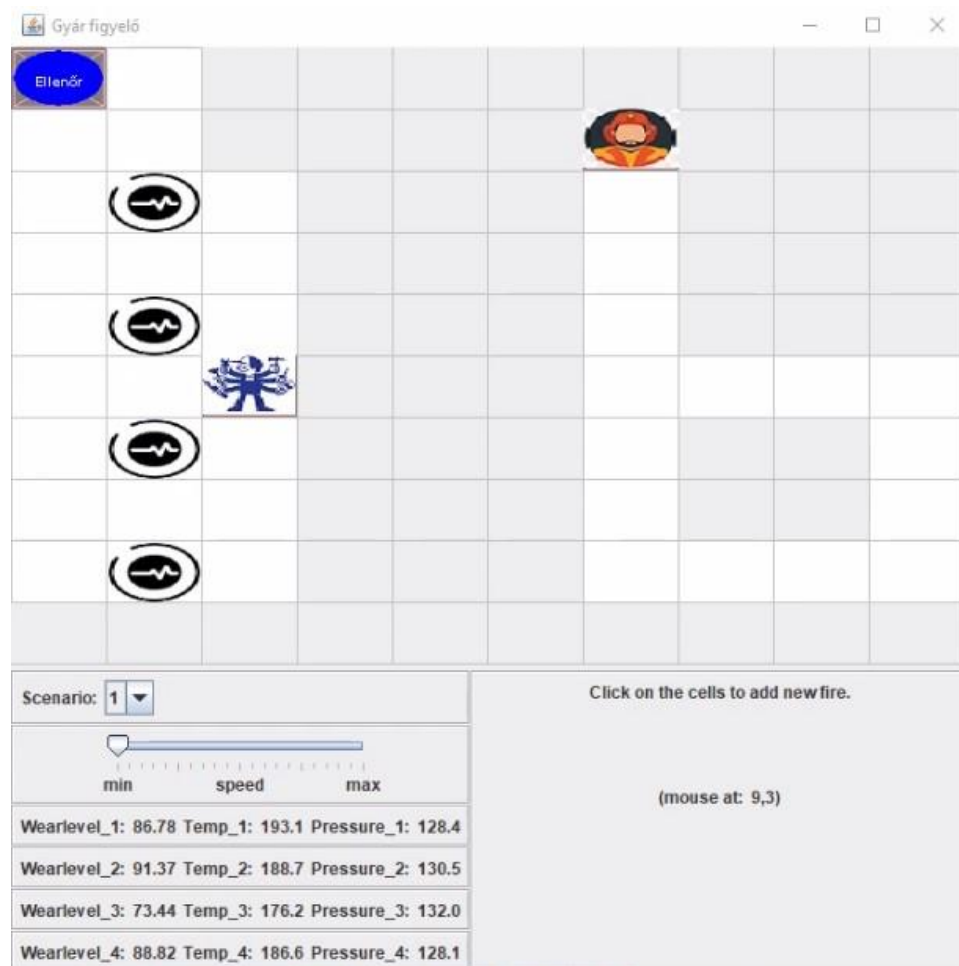 Gyár figyelő
Ellenőr
Scenario: 1
min speed max
Wearlevel_1: 86.78 Temp_1: 193.1 Pressure_1: 128.4
Wearlevel_2: 91.37 Temp_2: 188.7 Pressure_2: 130.5
Wearlevel_3: 73.44 Temp_3: 176.2 Pressure_3: 132.0
Wearlevel_4: 88.82 Temp_4: 186.6 Pressure_4: 128.1
Click on the cells to add new fire.
(mouse at: 9,3)